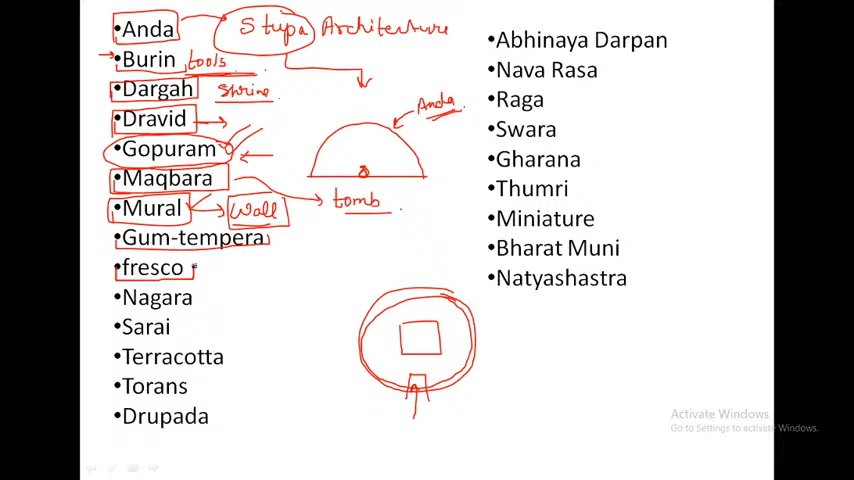 •Anda Stupa Architecture
•Burin tools
•Dargah Shrine
•Dravid
•Gopuram
•Maqbara tomb
•Mural Wall
•Gum-tempera
•fresco
•Nagara
•Sarai
•Terracotta
•Torans
•Drupada
Anda
•Abhinaya Darpan
•Nava Rasa
•Raga
•Swara
•Gharana
•Thumri
•Miniature
•Bharat Muni
•Natyashastra
Activate Windows
Go to Settings to activate Windows.